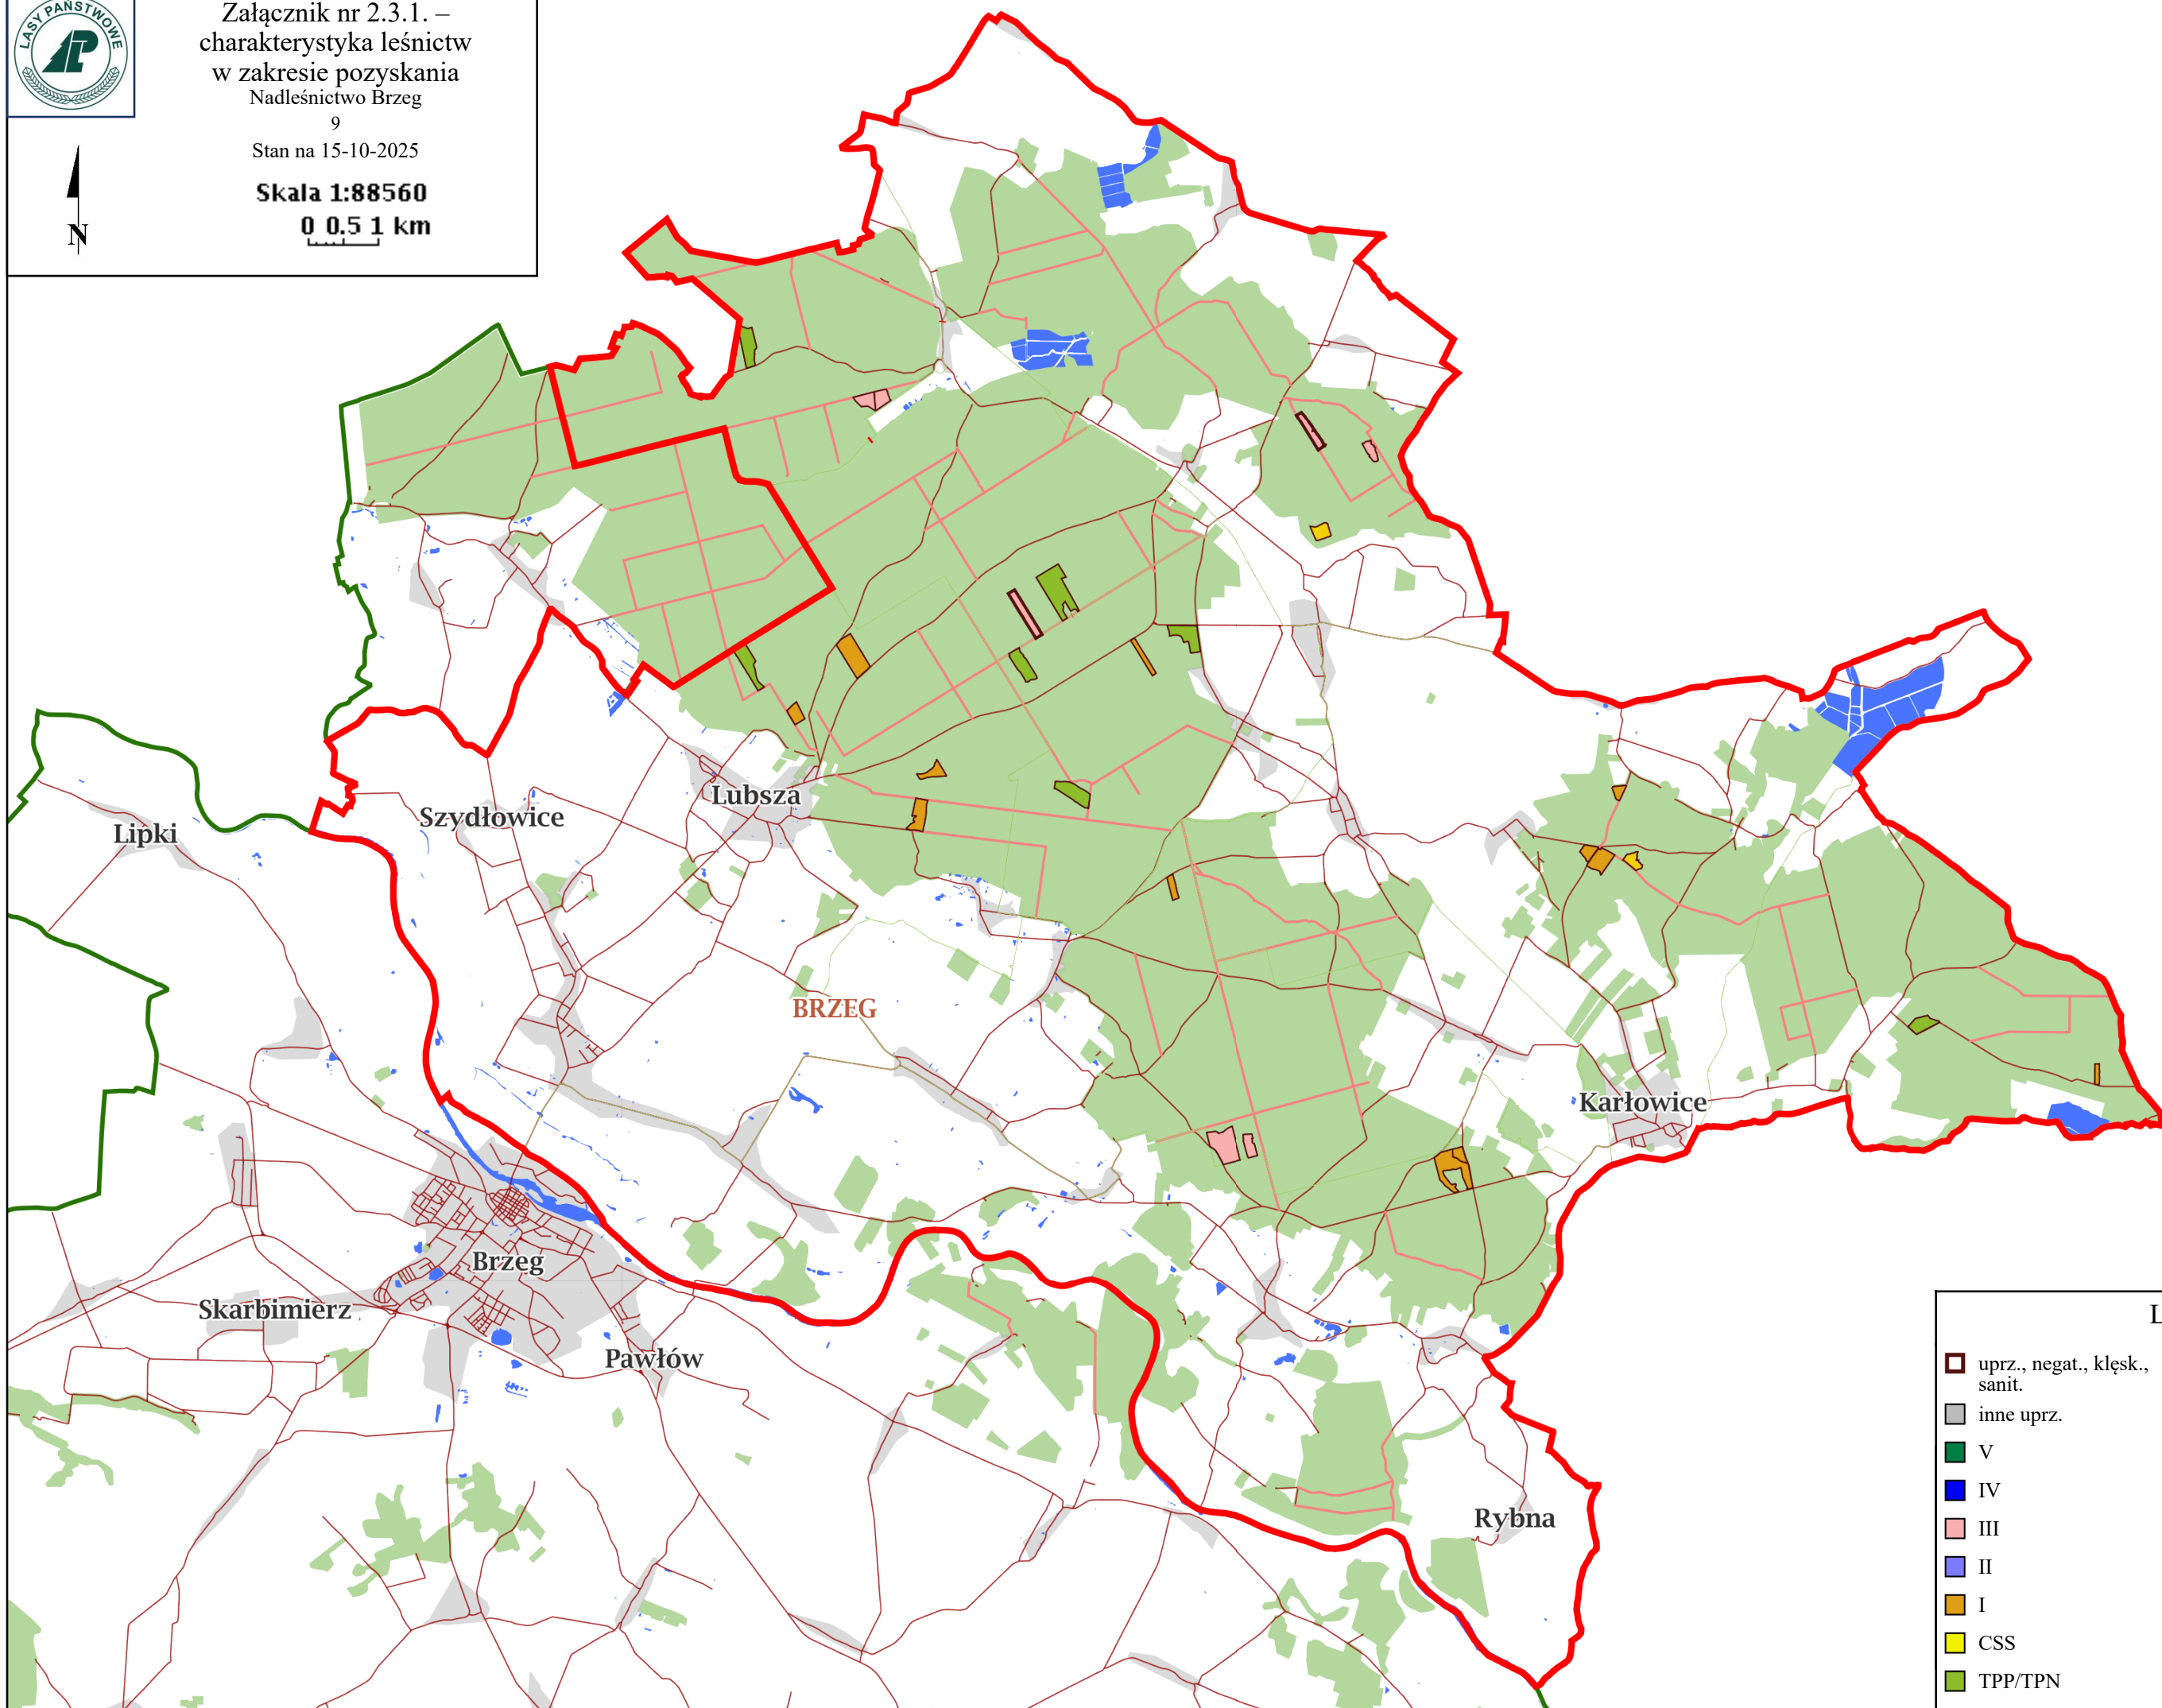 LASY PAŃSTWOWE
Załącznik nr 2.3.1. –
charakterystyka leśnictw
w zakresie pozyskania
Nadleśnictwo Brzeg
9
Stan na 15-10-2025
Skala 1:88560
0 0.5 1 km
N
Lubsza
Szydłowice
Lipki
BRZEG
Karłowice
Brzeg
Skarbimierz
Pawłów
Rybna
L
uprz., negat., klęsk.,
sanit.
inne uprz.
V
IV
III
II
I
CSS
TPP/TPN